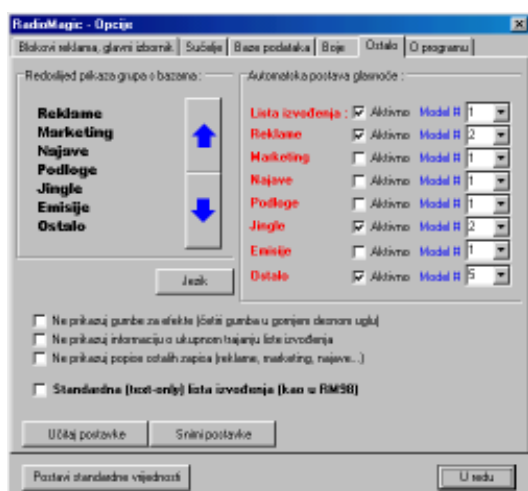 RadioMagic - Opcije
Blokovi reklama, glavni izbornik Sučelje Baze podataka Boje Ostalo O programu
Redoslijed prikaza grupa s bazama :
Reklame
Marketing
Najave
Podloge
Jingle
Emisije
Ostalo
Jezik
Automatska postava glasnoće :
Lista izvođenja : Aktivno Model # 1
Reklame Aktivno Model # 2
Marketing Aktivno Model # 1
Najave Aktivno Model # 1
Podloge Aktivno Model # 1
Jingle Aktivno Model # 2
Emisije Aktivno Model # 1
Ostalo Aktivno Model # 5
Ne prikazuj gumbe za efekte (četiri gumba u gornjem desnom uglu)
Ne prikazuj informaciju o ukupnom trajanju liste izvođenja
Ne prikazuj popise ostalih zapisa (reklame, marketing, najave...)
Standardna (text-only) lista izvođenja (kao u RM98)
Učitaj postavke Snimi postavke
Postavi standardne vrijednosti U redu